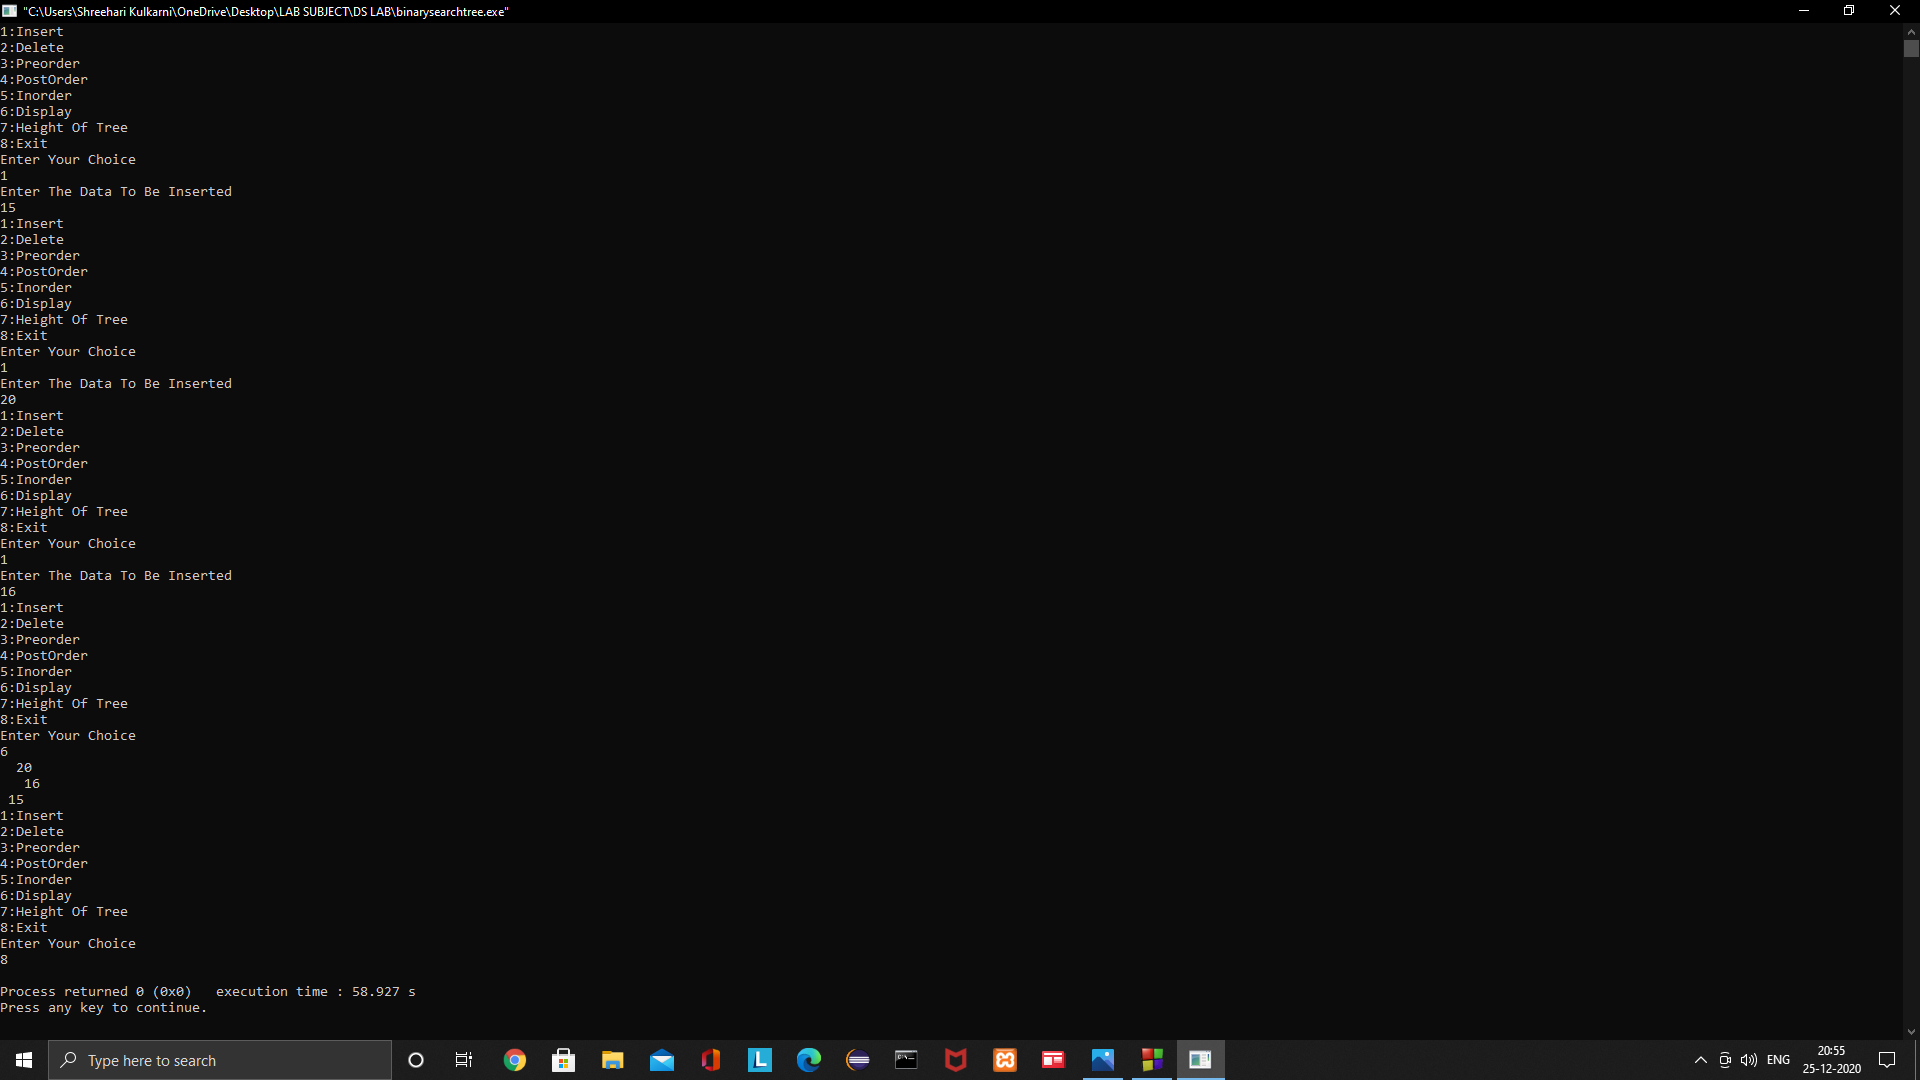 "C:\Users\Shreehari Kulkarni\OneDrive\Desktop\LAB SUBJECT\DS LAB\binarysearchtree.exe"
1:Insert
2:Delete
3:Preorder
4:PostOrder
5:Inorder
6:Display
7:Height Of Tree
8:Exit
Enter Your Choice
1
Enter The Data To Be Inserted
15
1:Insert
2:Delete
3:Preorder
4:PostOrder
5:Inorder
6:Display
7:Height Of Tree
8:Exit
Enter Your Choice
1
Enter The Data To Be Inserted
20
1:Insert
2:Delete
3:Preorder
4:PostOrder
5:Inorder
6:Display
7:Height Of Tree
8:Exit
Enter Your Choice
1
Enter The Data To Be Inserted
16
1:Insert
2:Delete
3:Preorder
4:PostOrder
5:Inorder
6:Display
7:Height Of Tree
8:Exit
Enter Your Choice
6
  20
   16
 15
1:Insert
2:Delete
3:Preorder
4:PostOrder
5:Inorder
6:Display
7:Height Of Tree
8:Exit
Enter Your Choice
8

Process returned 0 (0x0)   execution time : 58.927 s
Press any key to continue.
Type here to search
L
ENG
20:55
25-12-2020